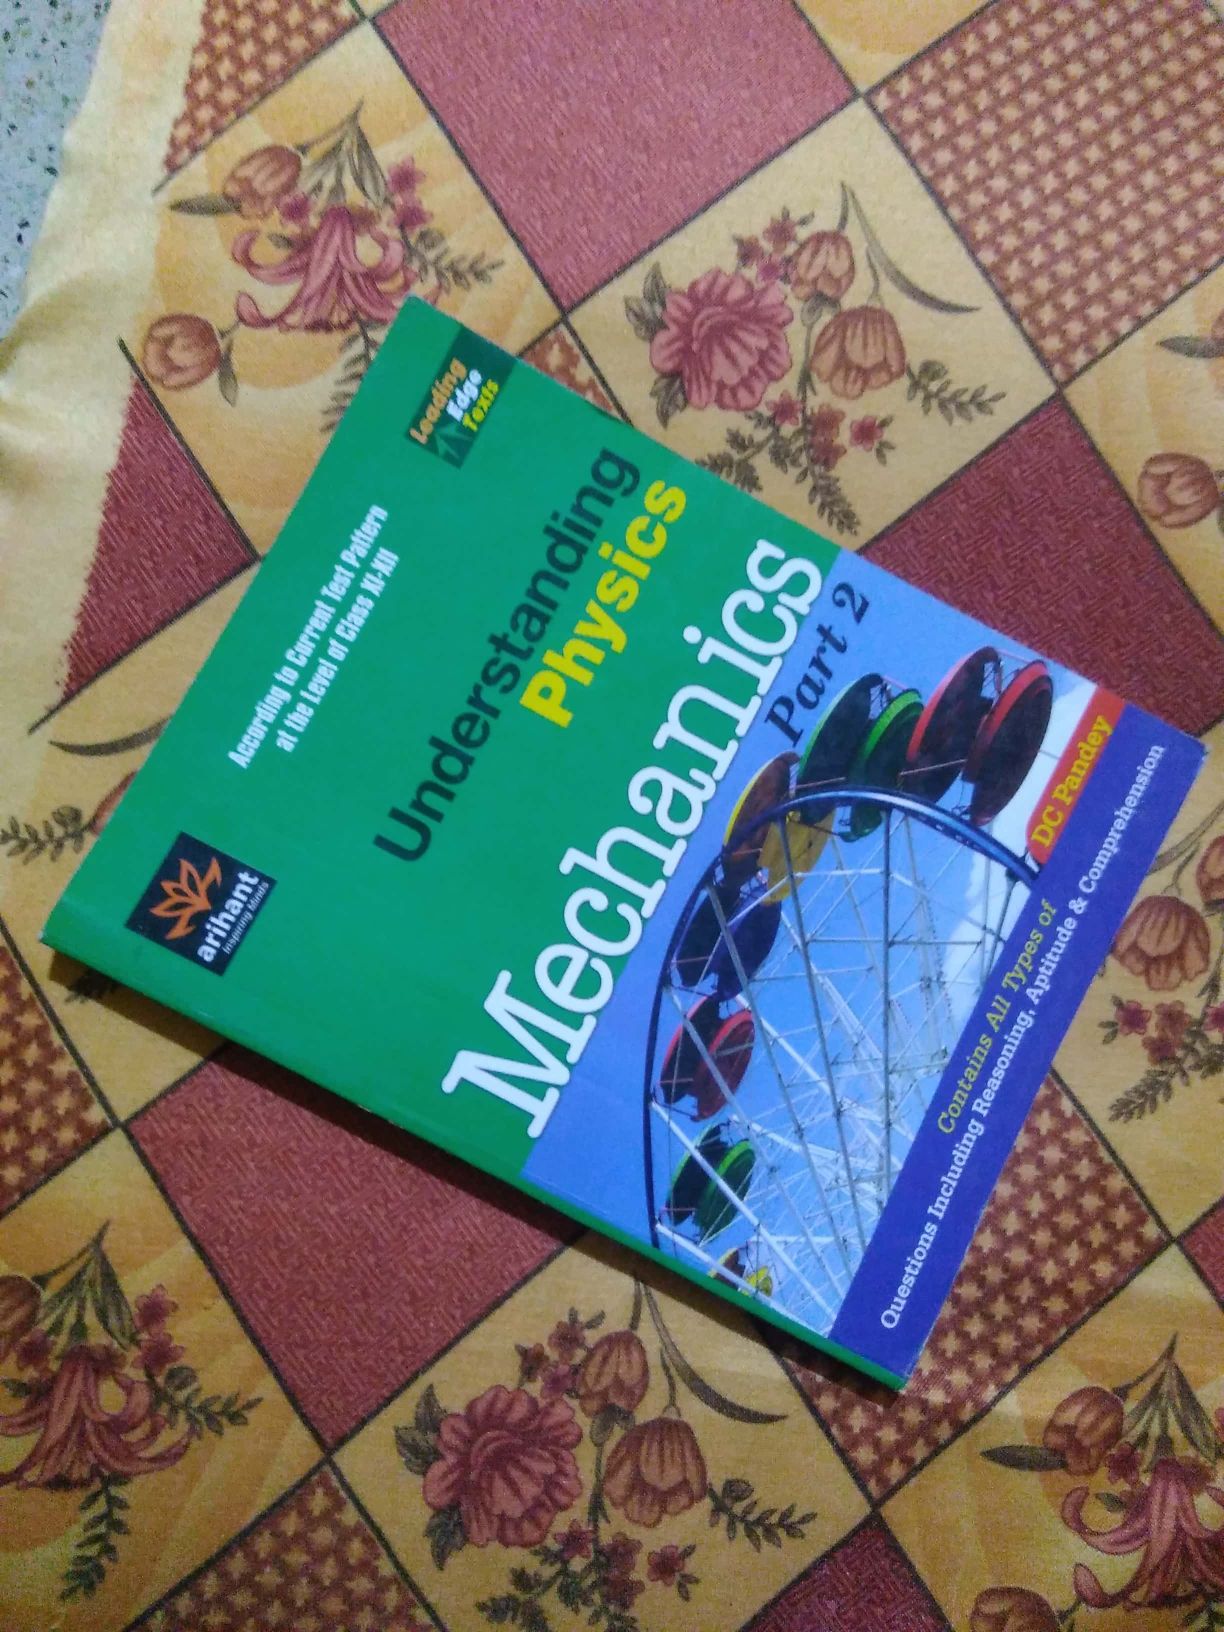 Leading
Edge
Texts
According to Current Test Pattern
at the Level of Class XI-XII
Understanding
Physics
Mechanics
Part 2
DC Pandey
Contains All Types of
Questions Including Reasoning, Aptitude & Comprehension
arihant
Inspiring Minds